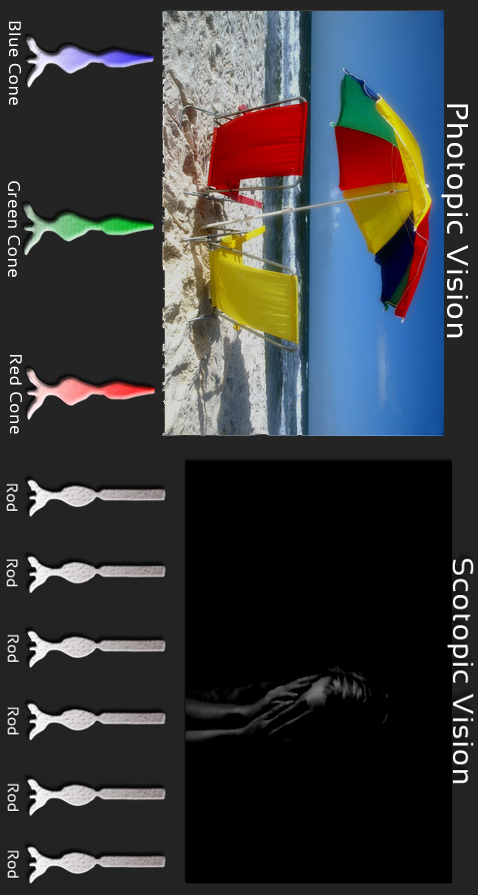 Photopic Vision
Blue Cone
Green Cone
Red Cone
Scotopic Vision
Rod
Rod
Rod
Rod
Rod
Rod